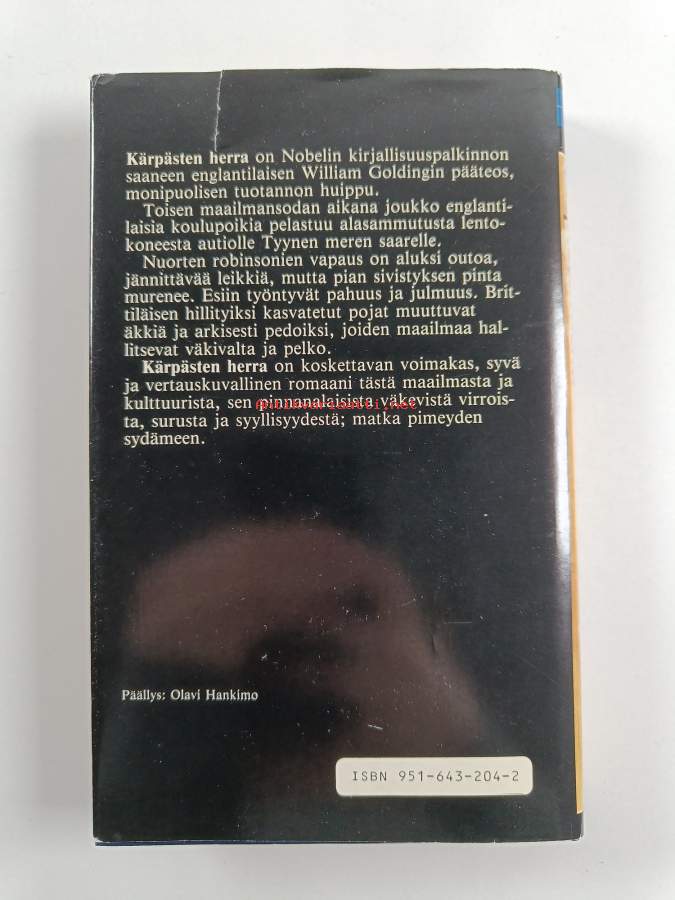 Kärpästen herra on Nobelin kirjallisuuspalkinnon
saaneen englantilaisen William Goldingin pääteos,
monipuolisen tuotannon huippu.
Toisen maailmansodan aikana joukko englanti-
laisia koulupoikia pelastuu alasammutusta lento-
koneesta autiolle Tyynen meren saarelle.
Nuorten robinsonien vapaus on aluksi outoa,
jännittävää leikkiä, mutta pian sivistyksen pinta
murenee. Esiin työntyvät pahuus ja julmuus. Brit-
tiläisen hillityiksi kasvatetut pojat muuttuvat
äkkiä ja arkisesti pedoiksi, joiden maailmaa hal-
litsevat väkivalta ja pelko.
Kärpästen herra on koskettavan voimakas, syvä
ja vertauskuvallinen romaani tästä maailmasta ja
kulttuurista, sen pinnanalaisista väkevistä virrois-
Antikvariaatti.net
ta, surusta ja syyllisyydestä; matka pimeyden
sydämeen.
Päällys: Olavi Hankimo
ISBN 951-643-204-2